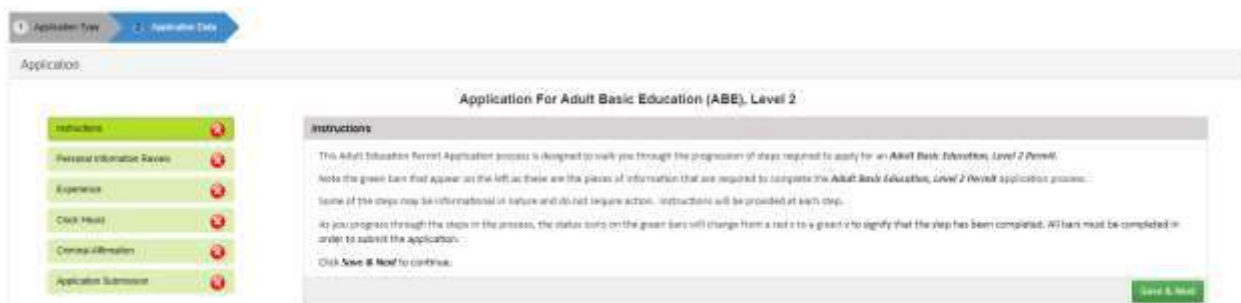 1 Application Type 2 Application Data
Application
Application For Adult Basic Education (ABE), Level 2
Instructions
Personal Information Review
Experience
Clock Hours
Criminal Affirmation
Application Submission
Instructions
This Adult Education Permit Application process is designed to walk you through the progression of steps required to apply for an Adult Basic Education, Level 2 Permit.
Note the green bars that appear on the left as these are the pieces of information that are required to complete the Adult Basic Education, Level 2 Permit application process.
Some of the steps may be informational in nature and do not require action. Instructions will be provided at each step.
As you progress through the steps in the process, the status icons on the green bars will change from a red x to a green v to signify that the step has been completed. All bars must be completed in
order to submit the application.
Click Save & Next to continue.
Save & Next